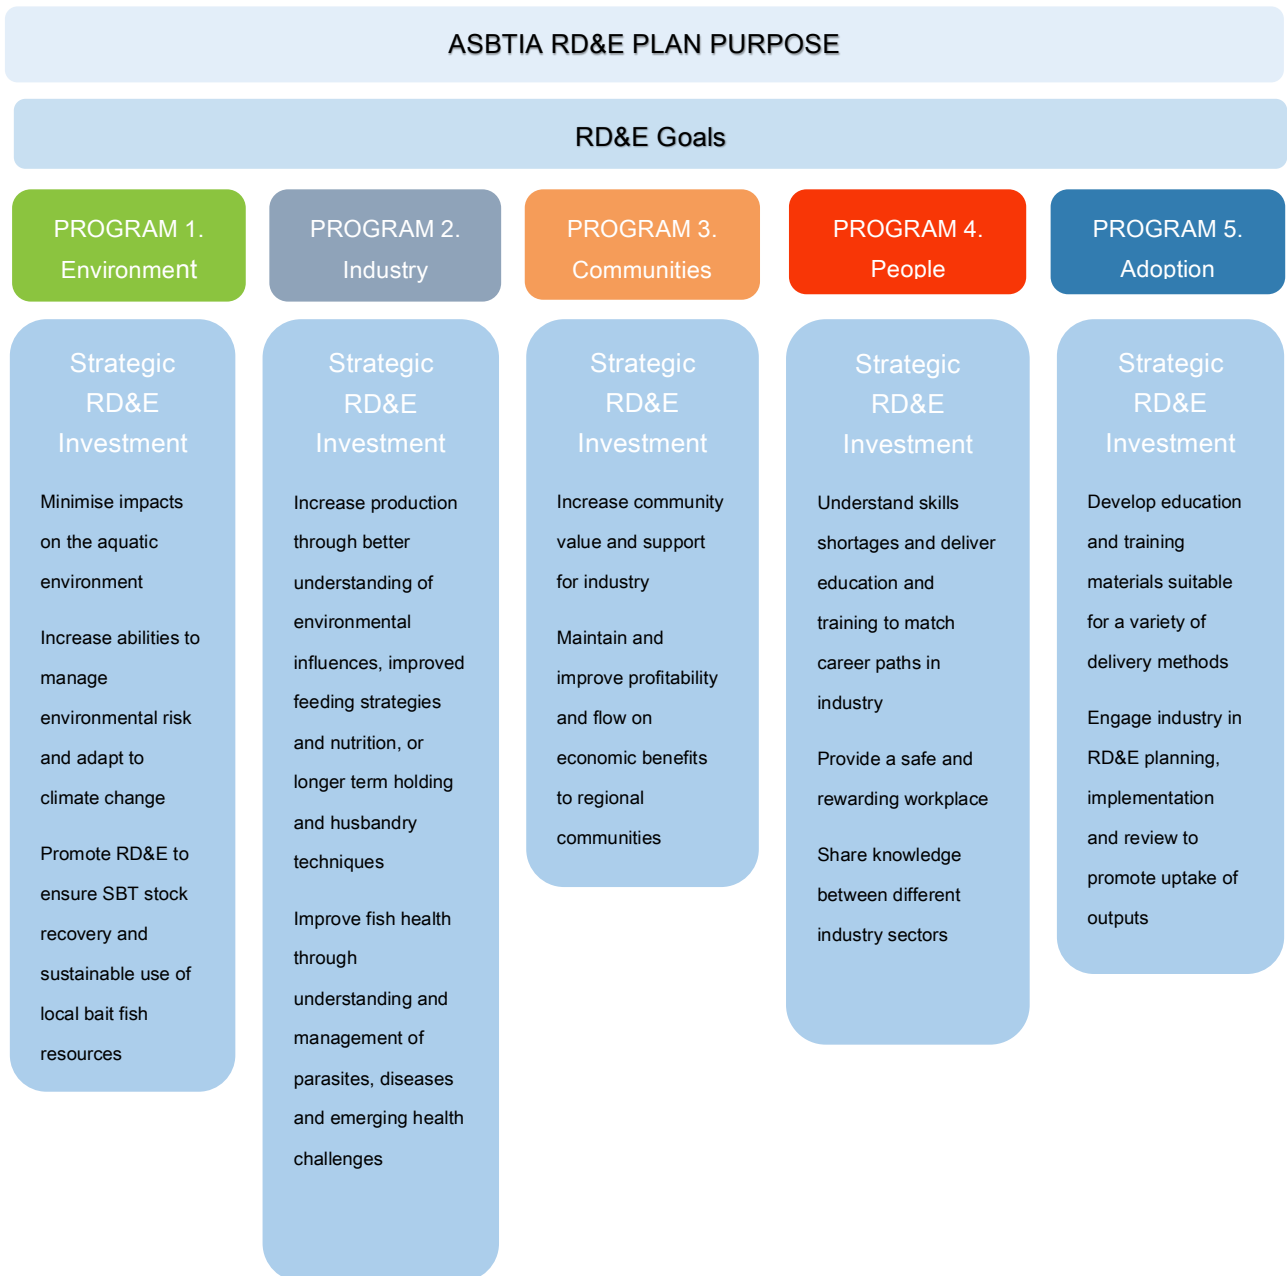 ASBTIA RD&E PLAN PURPOSE
RD&E Goals
PROGRAM 1.
Environment
PROGRAM 2.
Industry
PROGRAM 3.
Communities
PROGRAM 4.
People
PROGRAM 5.
Adoption
Strategic
RD&E
Investment
Minimise impacts
on the aquatic
environment
Increase abilities to
manage
environmental risk
and adapt to
climate change
Promote RD&E to
ensure SBT stock
recovery and
sustainable use of
local bait fish
resources
Strategic
RD&E
Investment
Increase production
through better
understanding of
environmental
influences, improved
feeding strategies
and nutrition, or
longer term holding
and husbandry
techniques
Improve fish health
through
understanding and
management of
parasites, diseases
and emerging health
challenges
Strategic
RD&E
Investment
Increase community
value and support
for industry
Maintain and
improve profitability
and flow on
economic benefits
to regional
communities
Strategic
RD&E
Investment
Understand skills
shortages and deliver
education and
training to match
career paths in
industry
Provide a safe and
rewarding workplace
Share knowledge
between different
industry sectors
Strategic
RD&E
Investment
Develop education
and training
materials suitable
for a variety of
delivery methods
Engage industry in
RD&E planning,
implementation
and review to
promote uptake of
outputs